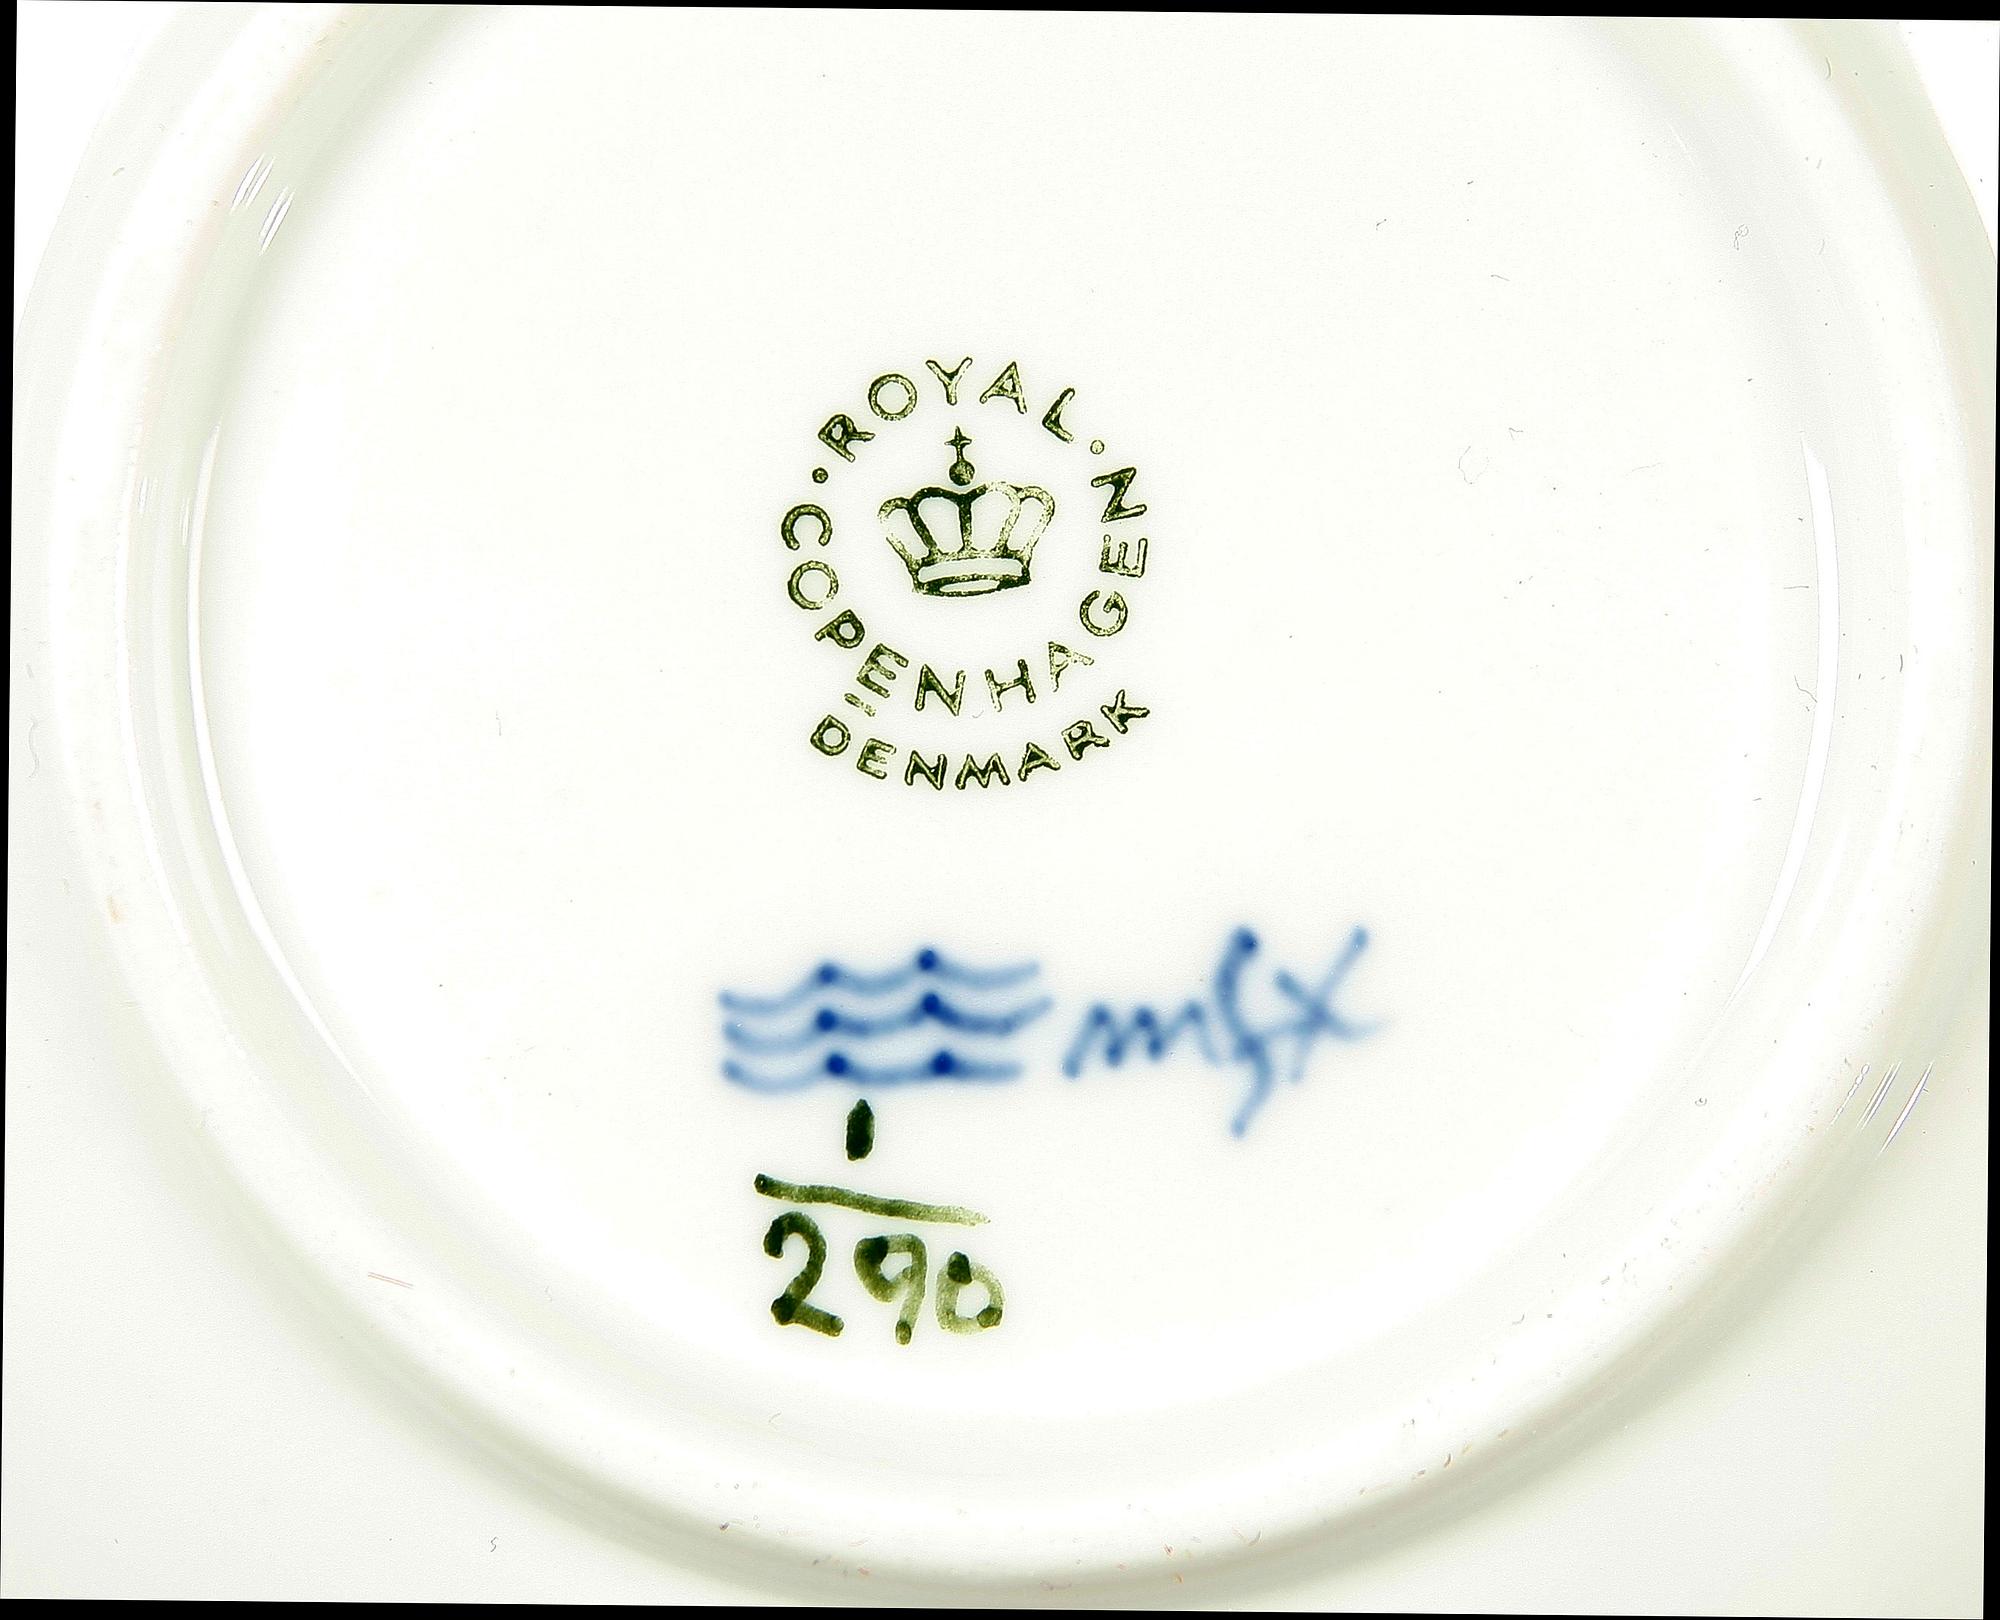 · ROYAL ·
COPENHAGEN
DENMARK
1
290